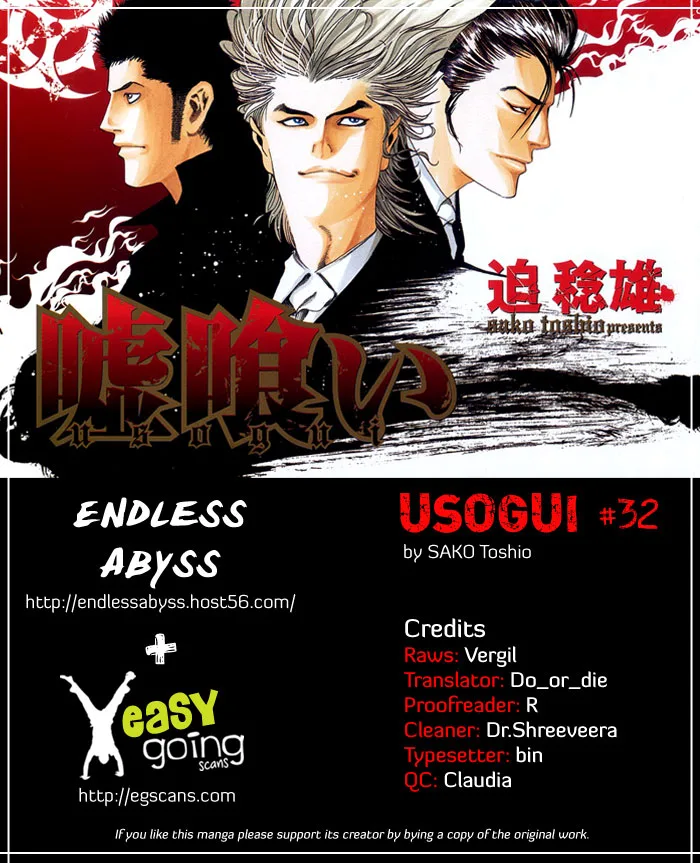 迫 稔雄
sako toshio presents
嘘喰い
usogui
ENDLESS
ABYSS
http://endlessabyss.host56.com/
+
easy
going
scans
http://egscans.com
USOGUI #32
by SAKO Toshio
Credits
Raws: Vergil
Translator: Do_or_die
Proofreader: R
Cleaner: Dr.Shreeveera
Typesetter: bin
QC: Claudia
If you like this manga please support its creator by bying a copy of the original work.